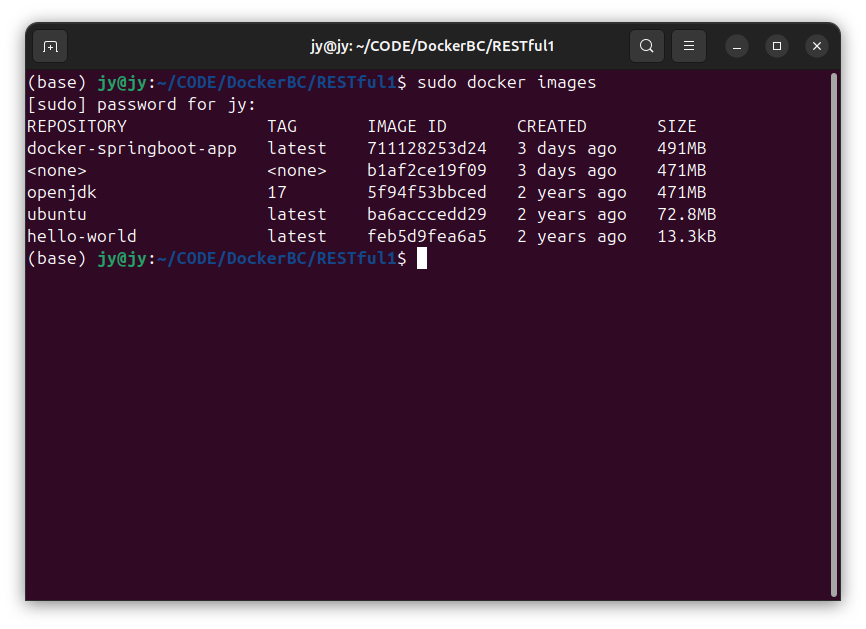 jy@jy: ~/CODE/DockerBC/RESTful1
(base) jy@jy:~/CODE/DockerBC/RESTful1$ sudo docker images
[sudo] password for jy:
REPOSITORY TAG IMAGE ID CREATED SIZE
docker-springboot-app latest 711128253d24 3 days ago 491MB
<none> <none> b1af2ce19f09 3 days ago 471MB
openjdk 17 5f94f53bbced 2 years ago 471MB
ubuntu latest ba6acccedd29 2 years ago 72.8MB
hello-world latest feb5d9fea6a5 2 years ago 13.3kB
(base) jy@jy:~/CODE/DockerBC/RESTful1$